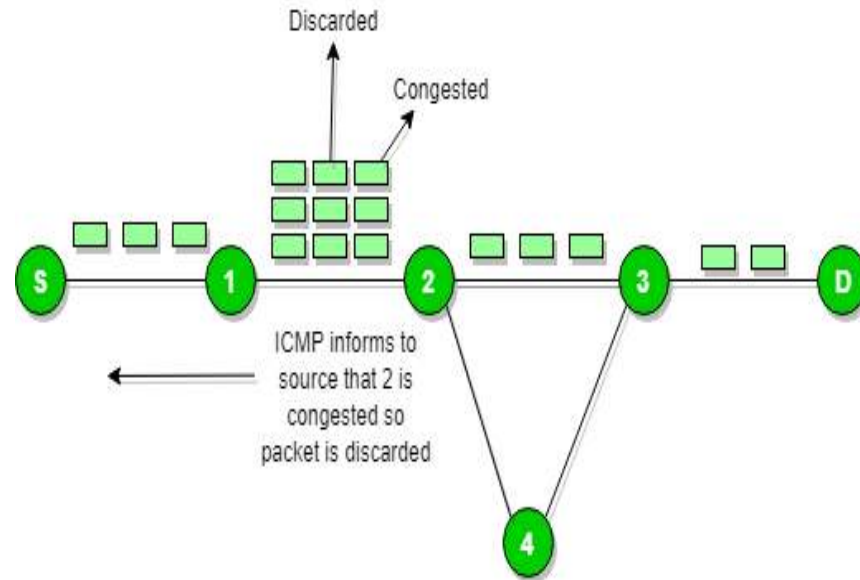 Discarded
Congested
S
1
2
3
D
ICMP informs to
source that 2 is
congested so
packet is discarded
4